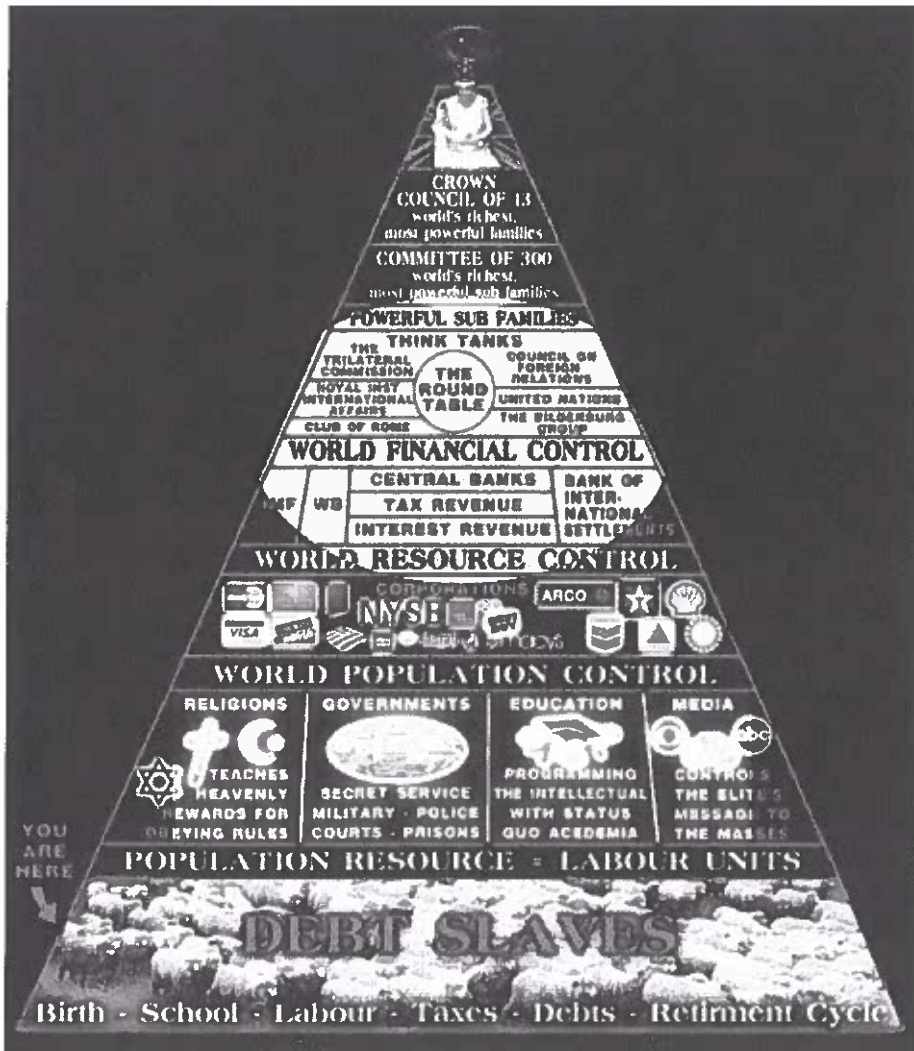 CROWN
COUNCIL OF 13
world's richest,
most powerful families
COMMITTEE OF 300
world's richest,
most powerful sub families
POWERFUL SUB FAMILIES
THINK TANKS
THE
TRILATERAL
COMMISSION
ROYAL INST
INTERNATIONAL
AFFAIRS
CLUB OF ROME
THE
ROUND
TABLE
COUNCIL ON
FOREIGN
RELATIONS
UNITED NATIONS
THE BILDERBURG
GROUP
WORLD FINANCIAL CONTROL
IMF
WB
CENTRAL BANKS
TAX REVENUE
INTEREST REVENUE
BANK OF
INTER-
NATIONAL
SETTLEMENTS
WORLD RESOURCE CONTROL
CORPORATIONS
NYSE
ARCO
VISA
macy's
WORLD POPULATION CONTROL
RELIGIONS
TEACHES
HEAVENLY
REWARDS FOR
OBEYING RULES
GOVERNMENTS
SECRET SERVICE
MILITARY - POLICE
COURTS - PRISONS
EDUCATION
PROGRAMMING
THE INTELLECTUAL
WITH STATUS
QUO ACEDEMIA
MEDIA
abc
CONTROLS
THE ELITE'S
MESSAGE TO
THE MASSES
YOU
ARE
HERE
POPULATION RESOURCE = LABOUR UNITS
DEBT SLAVES
Birth - School - Labour - Taxes - Debts - Retirment Cycle